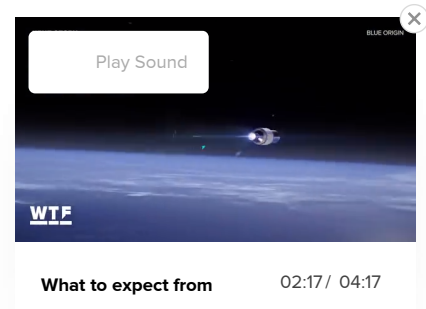 BLUE ORIGIN
Play Sound
WTF
What to expect from
02:17 / 04:17